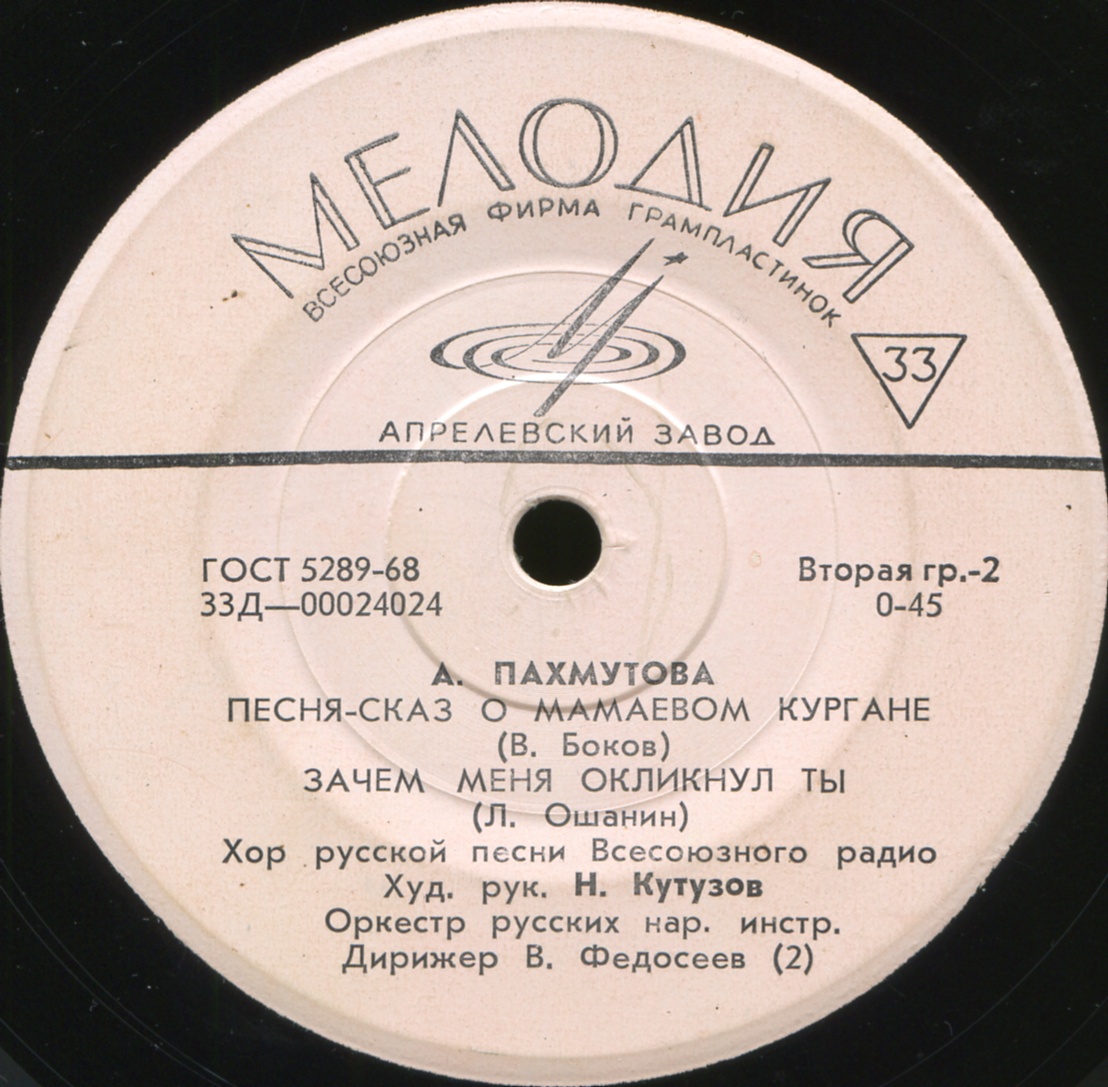 МЕЛОДИЯ
ВСЕСОЮЗНАЯ ФИРМА ГРАМПЛАСТИНОК
33
АПРЕЛЕВСКИЙ ЗАВОД
ГОСТ 5289-68
33Д—00024024
Вторая гр.-2
0-45
А. ПАХМУТОВА
ПЕСНЯ-СКАЗ О МАМАЕВОМ КУРГАНЕ
(В. Боков)
ЗАЧЕМ МЕНЯ ОКЛИКНУЛ ТЫ
(Л. Ошанин)
Хор русской песни Всесоюзного радио
Худ. рук. Н. Кутузов
Оркестр русских нар. инстр.
Дирижер В. Федосеев (2)